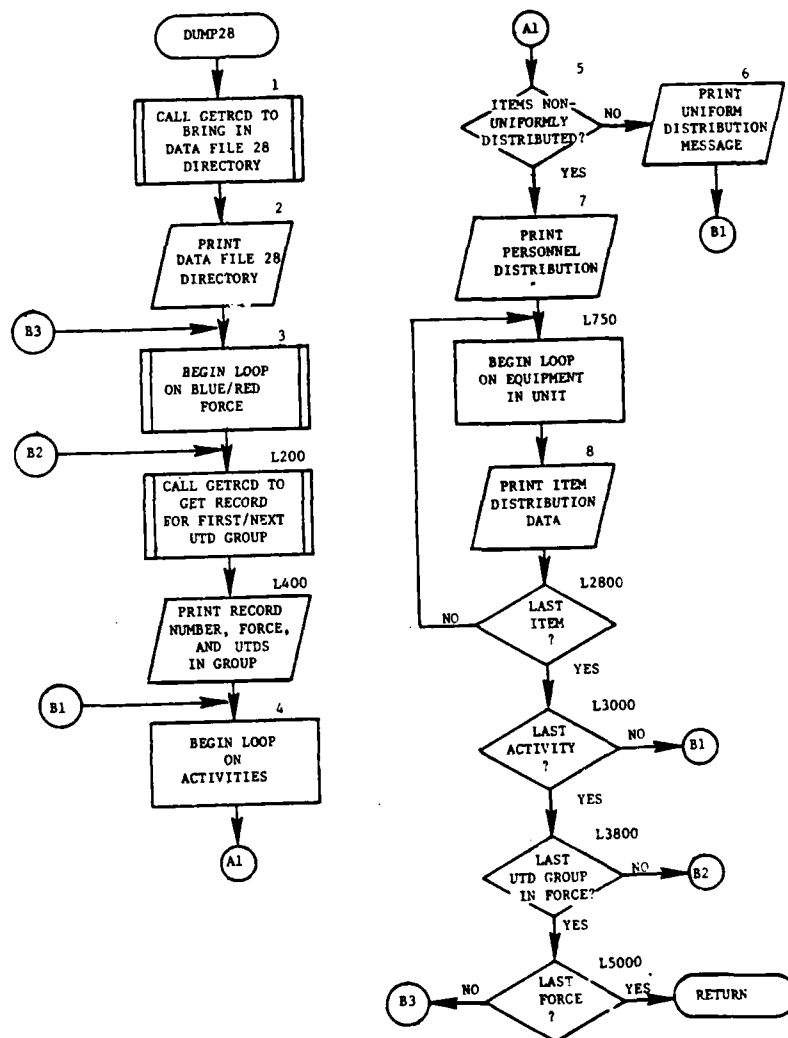 DUMP28
1
CALL GETRCD TO
BRING IN
DATA FILE 28
DIRECTORY
2
PRINT
DATA FILE 28
DIRECTORY
B3
3
BEGIN LOOP
ON BLUE/RED
FORCE
B2
L200
CALL GETRCD TO
GET RECORD
FOR FIRST/NEXT
UTD GROUP
L400
PRINT RECORD
NUMBER, FORCE,
AND UTDS
IN GROUP
B1
4
BEGIN LOOP
ON
ACTIVITIES
A1
A1
5
ITEMS NON-
UNIFORMLY
DISTRIBUTED?
NO
YES
6
PRINT
UNIFORM
DISTRIBUTION
MESSAGE
B1
7
PRINT
PERSONNEL
DISTRIBUTION
L750
BEGIN LOOP
ON EQUIPMENT
IN UNIT
8
PRINT ITEM
DISTRIBUTION
DATA
L2800
LAST
ITEM
?
NO
YES
L3000
LAST
ACTIVITY
?
NO
B1
YES
L3800
LAST
UTD GROUP
IN FORCE?
NO
B2
YES
L5000
LAST
FORCE
?
NO
B3
YES
RETURN